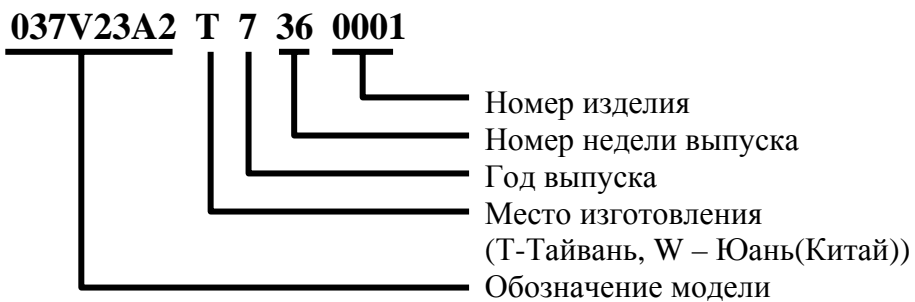 037V23A2 T 7 36 0001
Номер изделия
Номер недели выпуска
Год выпуска
Место изготовления
(Т-Тайвань, W – Юань(Китай))
Обозначение модели